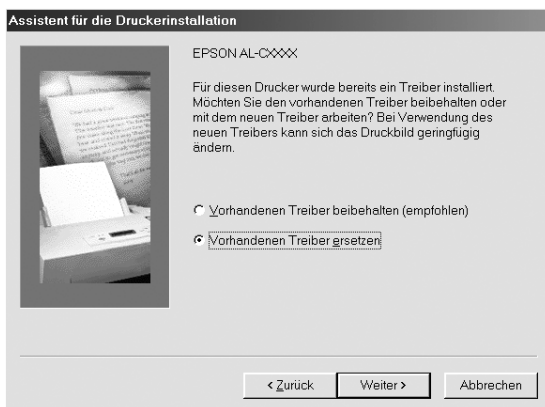 Assistent für die Druckerinstallation
EPSON AL-CXXXX
Für diesen Drucker wurde bereits ein Treiber installiert.
Möchten Sie den vorhandenen Treiber beibehalten oder
mit dem neuen Treiber arbeiten? Bei Verwendung des
neuen Treibers kann sich das Druckbild geringfügig
ändern.
Vorhandenen Treiber beibehalten (empfohlen)
Vorhandenen Treiber ersetzen
< Zurück
Weiter >
Abbrechen